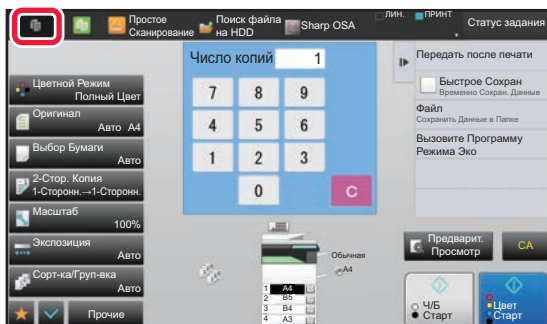 Простое
Сканирование
Поиск файла
на HDD
Sharp OSA
ЛИН.
ПРИНТ
Статус задания
Число копий
1
Цветной Режим
Полный Цвет
Оригинал
Авто A4
Выбор Бумаги
Авто
2-Стор. Копия
1-Сторонн.→1-Сторонн.
Масштаб
100%
Экспозиция
Авто
Сорт-ка/Груп-вка
Авто
Прочие
7 8 9
4 5 6
1 2 3
0 C
Обычная
A4
1 A4
2 B5
3 B4
4 A3
Передать после печати
Быстрое Сохран
Временно Сохран. Данные
Файл
Сохранить Данные в Папке
Вызовите Программу
Режима Эко
Предварит.
Просмотр
CA
Ч/Б
Старт
Цвет
Старт